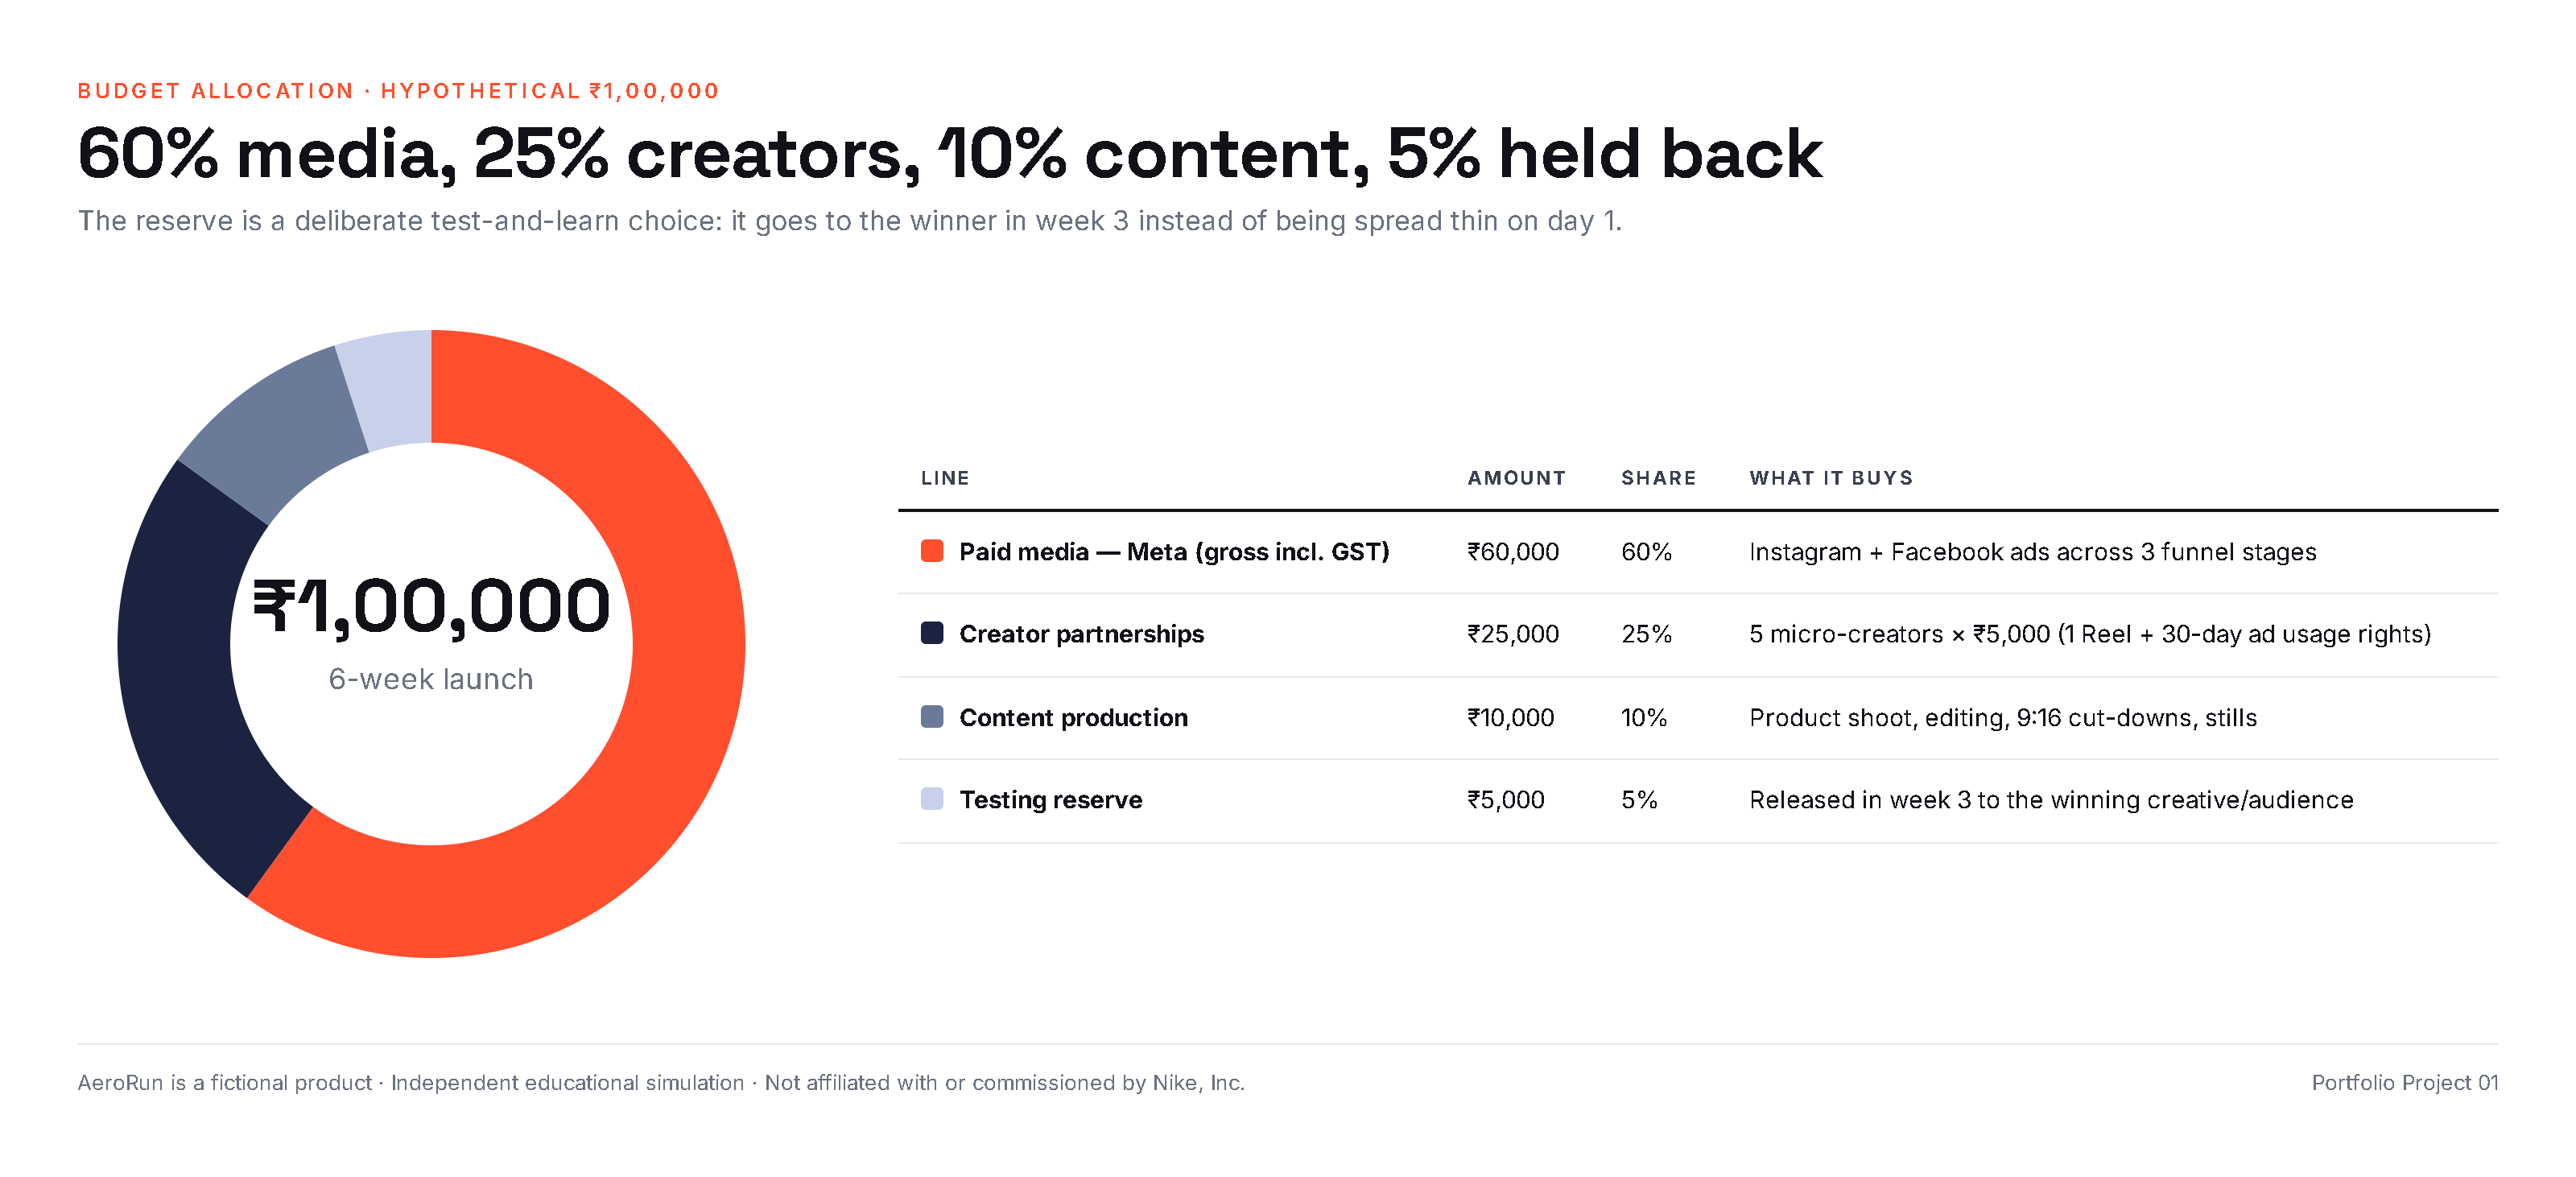 BUDGET ALLOCATION · HYPOTHETICAL ₹1,00,000
60% media, 25% creators, 10% content, 5% held back
The reserve is a deliberate test-and-learn choice: it goes to the winner in week 3 instead of being spread thin on day 1.
₹1,00,000
6-week launch
LINE AMOUNT SHARE WHAT IT BUYS
Paid media — Meta (gross incl. GST) ₹60,000 60% Instagram + Facebook ads across 3 funnel stages
Creator partnerships ₹25,000 25% 5 micro-creators × ₹5,000 (1 Reel + 30-day ad usage rights)
Content production ₹10,000 10% Product shoot, editing, 9:16 cut-downs, stills
Testing reserve ₹5,000 5% Released in week 3 to the winning creative/audience
AeroRun is a fictional product · Independent educational simulation · Not affiliated with or commissioned by Nike, Inc. Portfolio Project 01